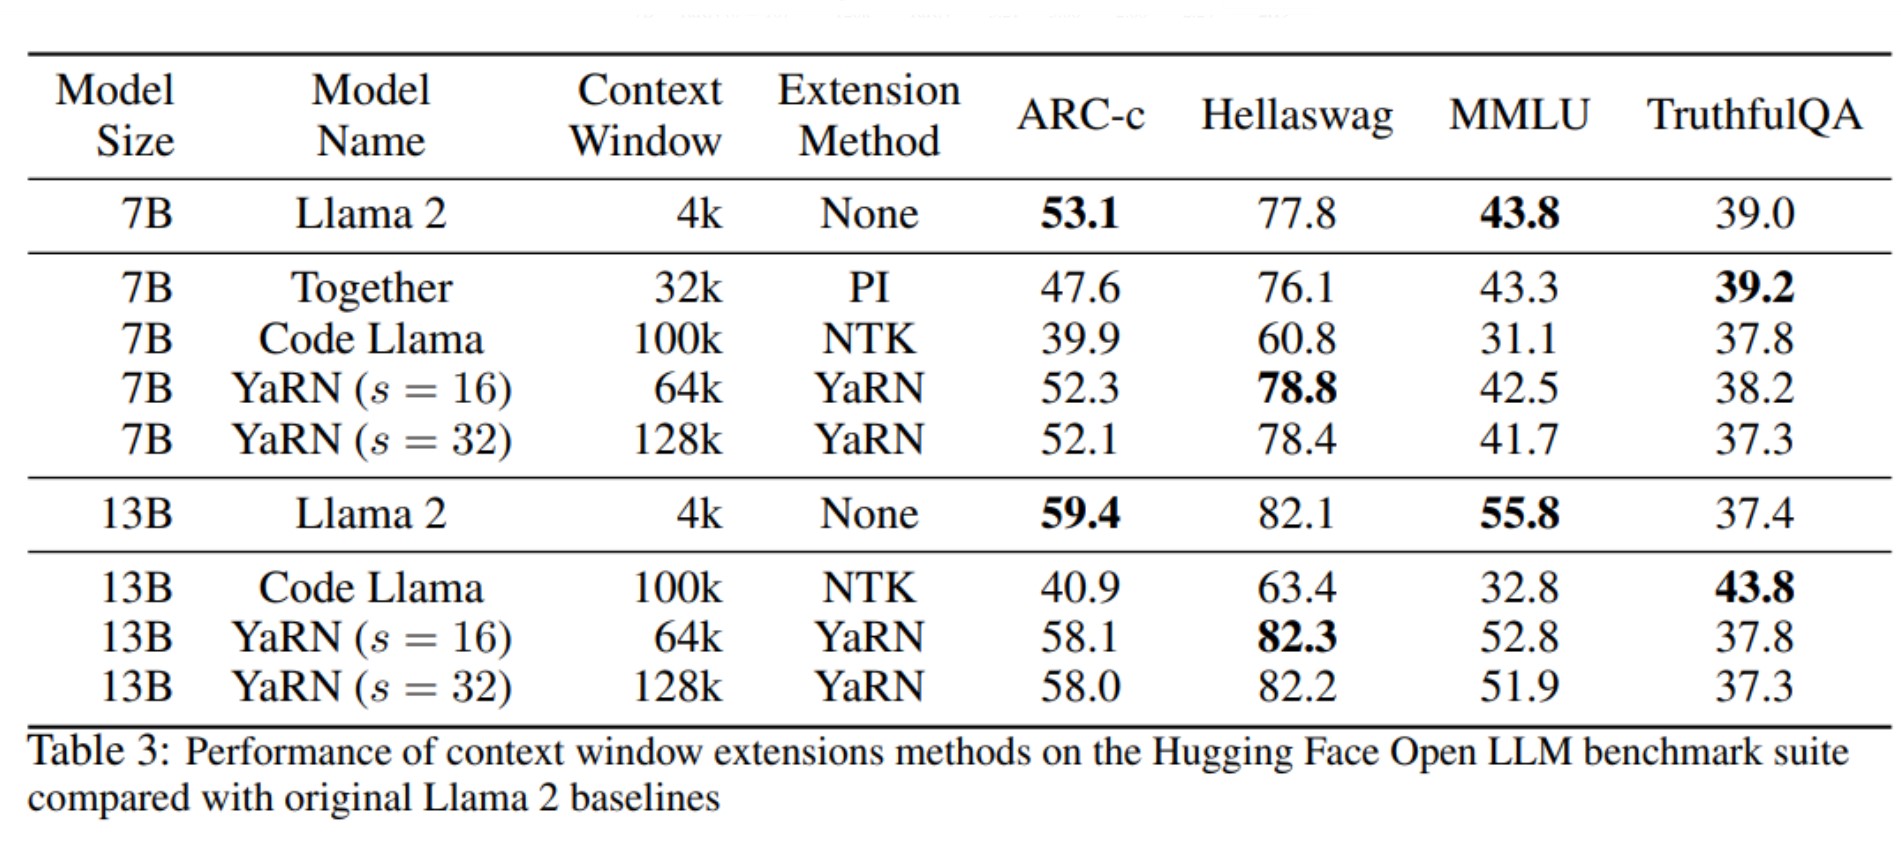 Model Size Model Name Context Window Extension Method ARC-c Hellaswag MMLU TruthfulQA
7B Llama 2 4k None 53.1 77.8 43.8 39.0
7B Together 32k PI 47.6 76.1 43.3 39.2
7B Code Llama 100k NTK 39.9 60.8 31.1 37.8
7B YaRN (s = 16) 64k YaRN 52.3 78.8 42.5 38.2
7B YaRN (s = 32) 128k YaRN 52.1 78.4 41.7 37.3
13B Llama 2 4k None 59.4 82.1 55.8 37.4
13B Code Llama 100k NTK 40.9 63.4 32.8 43.8
13B YaRN (s = 16) 64k YaRN 58.1 82.3 52.8 37.8
13B YaRN (s = 32) 128k YaRN 58.0 82.2 51.9 37.3
Table 3: Performance of context window extensions methods on the Hugging Face Open LLM benchmark suite
compared with original Llama 2 baselines